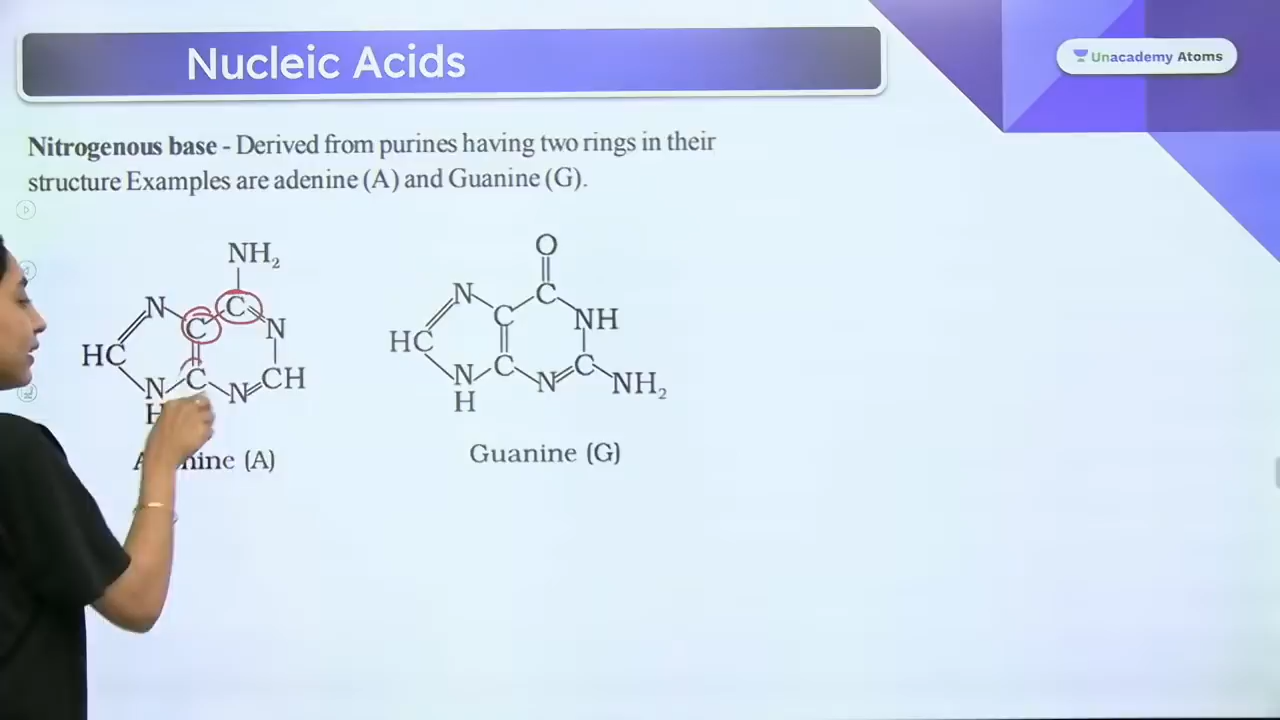 Nucleic Acids
Unacademy Atoms
Nitrogenous base - Derived from purines having two rings in their
structure Examples are adenine (A) and Guanine (G).
NH₂
N
C
C
N
HC
C
CH
N
N
O
N
C
C
NH
HC
N
C
N
C
NH₂
H
(A)
Guanine (G)